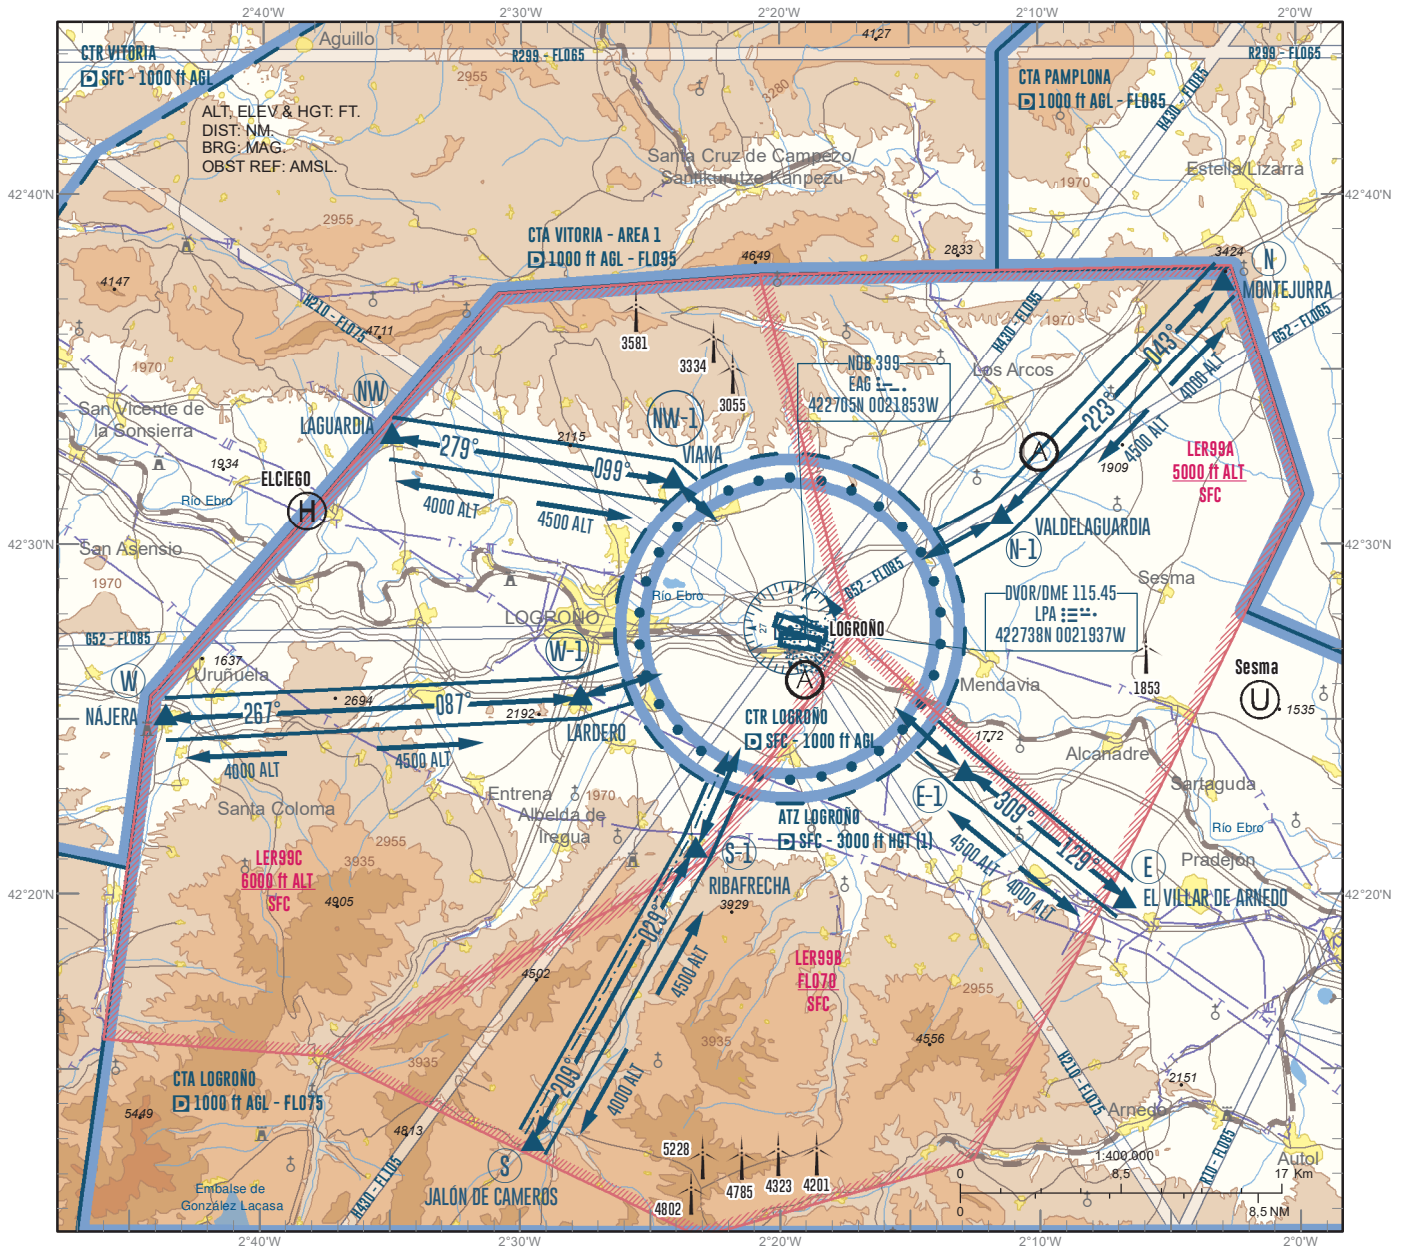 2°40'W
2°30'W
2°20'W
2°10'W
2°0'W
CTR VITORIA
D SFC - 1000 ft AGL
Aguillo
4127
R299 - FL065
R299 - FL065
2955
3280
CTA PAMPLONA
D 1000 ft AGL - FL085
H430 - FL085
ALT, ELEV & HGT: FT.
DIST: NM.
BRG: MAG.
OBST REF: AMSL.
Santa Cruz de Campezo/
Santikurutze Kanpezu
Estella/Lizarra
1970
42°40'N
42°40'N
2955
CTA VITORIA - AREA 1
D 1000 ft AGL - FL095
4649
2833
3424
N
MONTEJURRA
4147
H210-FL075
4711
H430 - FL095
1970
G52 - FL065
3581
3334
3055
043°
4000 ALT
NDB 399
EAG
422705N 0021853W
Los Arcos
1970
NW
LAGUARDIA
NW-1
VIANA
223°
4500 ALT
San Vicente de
la Sonsierra
1934
279°
099°
2115
4000 ALT
4500 ALT
A
1909
LER99A
5000 ft ALT
SFC
ELCIEGO
H
Río Ebro
VALDELAGUARDIA
N-1
42°30'N
42°30'N
San Asensio
1970
G52 - FL085
Río Ebro
Sesma
DVOR/DME 115.45
LPA
422738N 0021937W
LOGROÑO
0
27
LOGROÑO
G52 - FL085
W-1
W
1637
Uruñuela
2694
NÁJERA
267°
087°
2192
LARDERO
A
Mendavia
1853
Sesma
U
1535
4000 ALT
4500 ALT
CTR LOGROÑO
D SFC - 1000 ft AGL
1772
Alcanadre
Sartaguda
Santa Coloma
Entrena
1970
Albelda de
Iregua
E-1
309°
129°
ATZ LOGROÑO
D SFC - 3000 ft HGT (1)
4500 ALT
4000 ALT
Río Ebro
Pradejón
2955
3935
LER99C
6000 ft ALT
SFC
4905
S-1
RIBAFRECHA
3929
E
EL VILLAR DE ARNEDO
42°20'N
42°20'N
029°
4500 ALT
4502
LER99B
FL070
SFC
2955
3935
3935
4556
209°
4000 ALT
H210 - FL075
2151
CTA LOGROÑO
D 1000 ft AGL - FL075
5449
4813
Arnedo
Autol
R10 - FL085
S
JALÓN DE CAMEROS
H430 - FL105
5228
4785
4323
4201
4802
Embalse de
González Lacasa
1:400,000
0
8,5
17 Km
0
8,5 NM
2°40'W
2°30'W
2°20'W
2°10'W
2°0'W